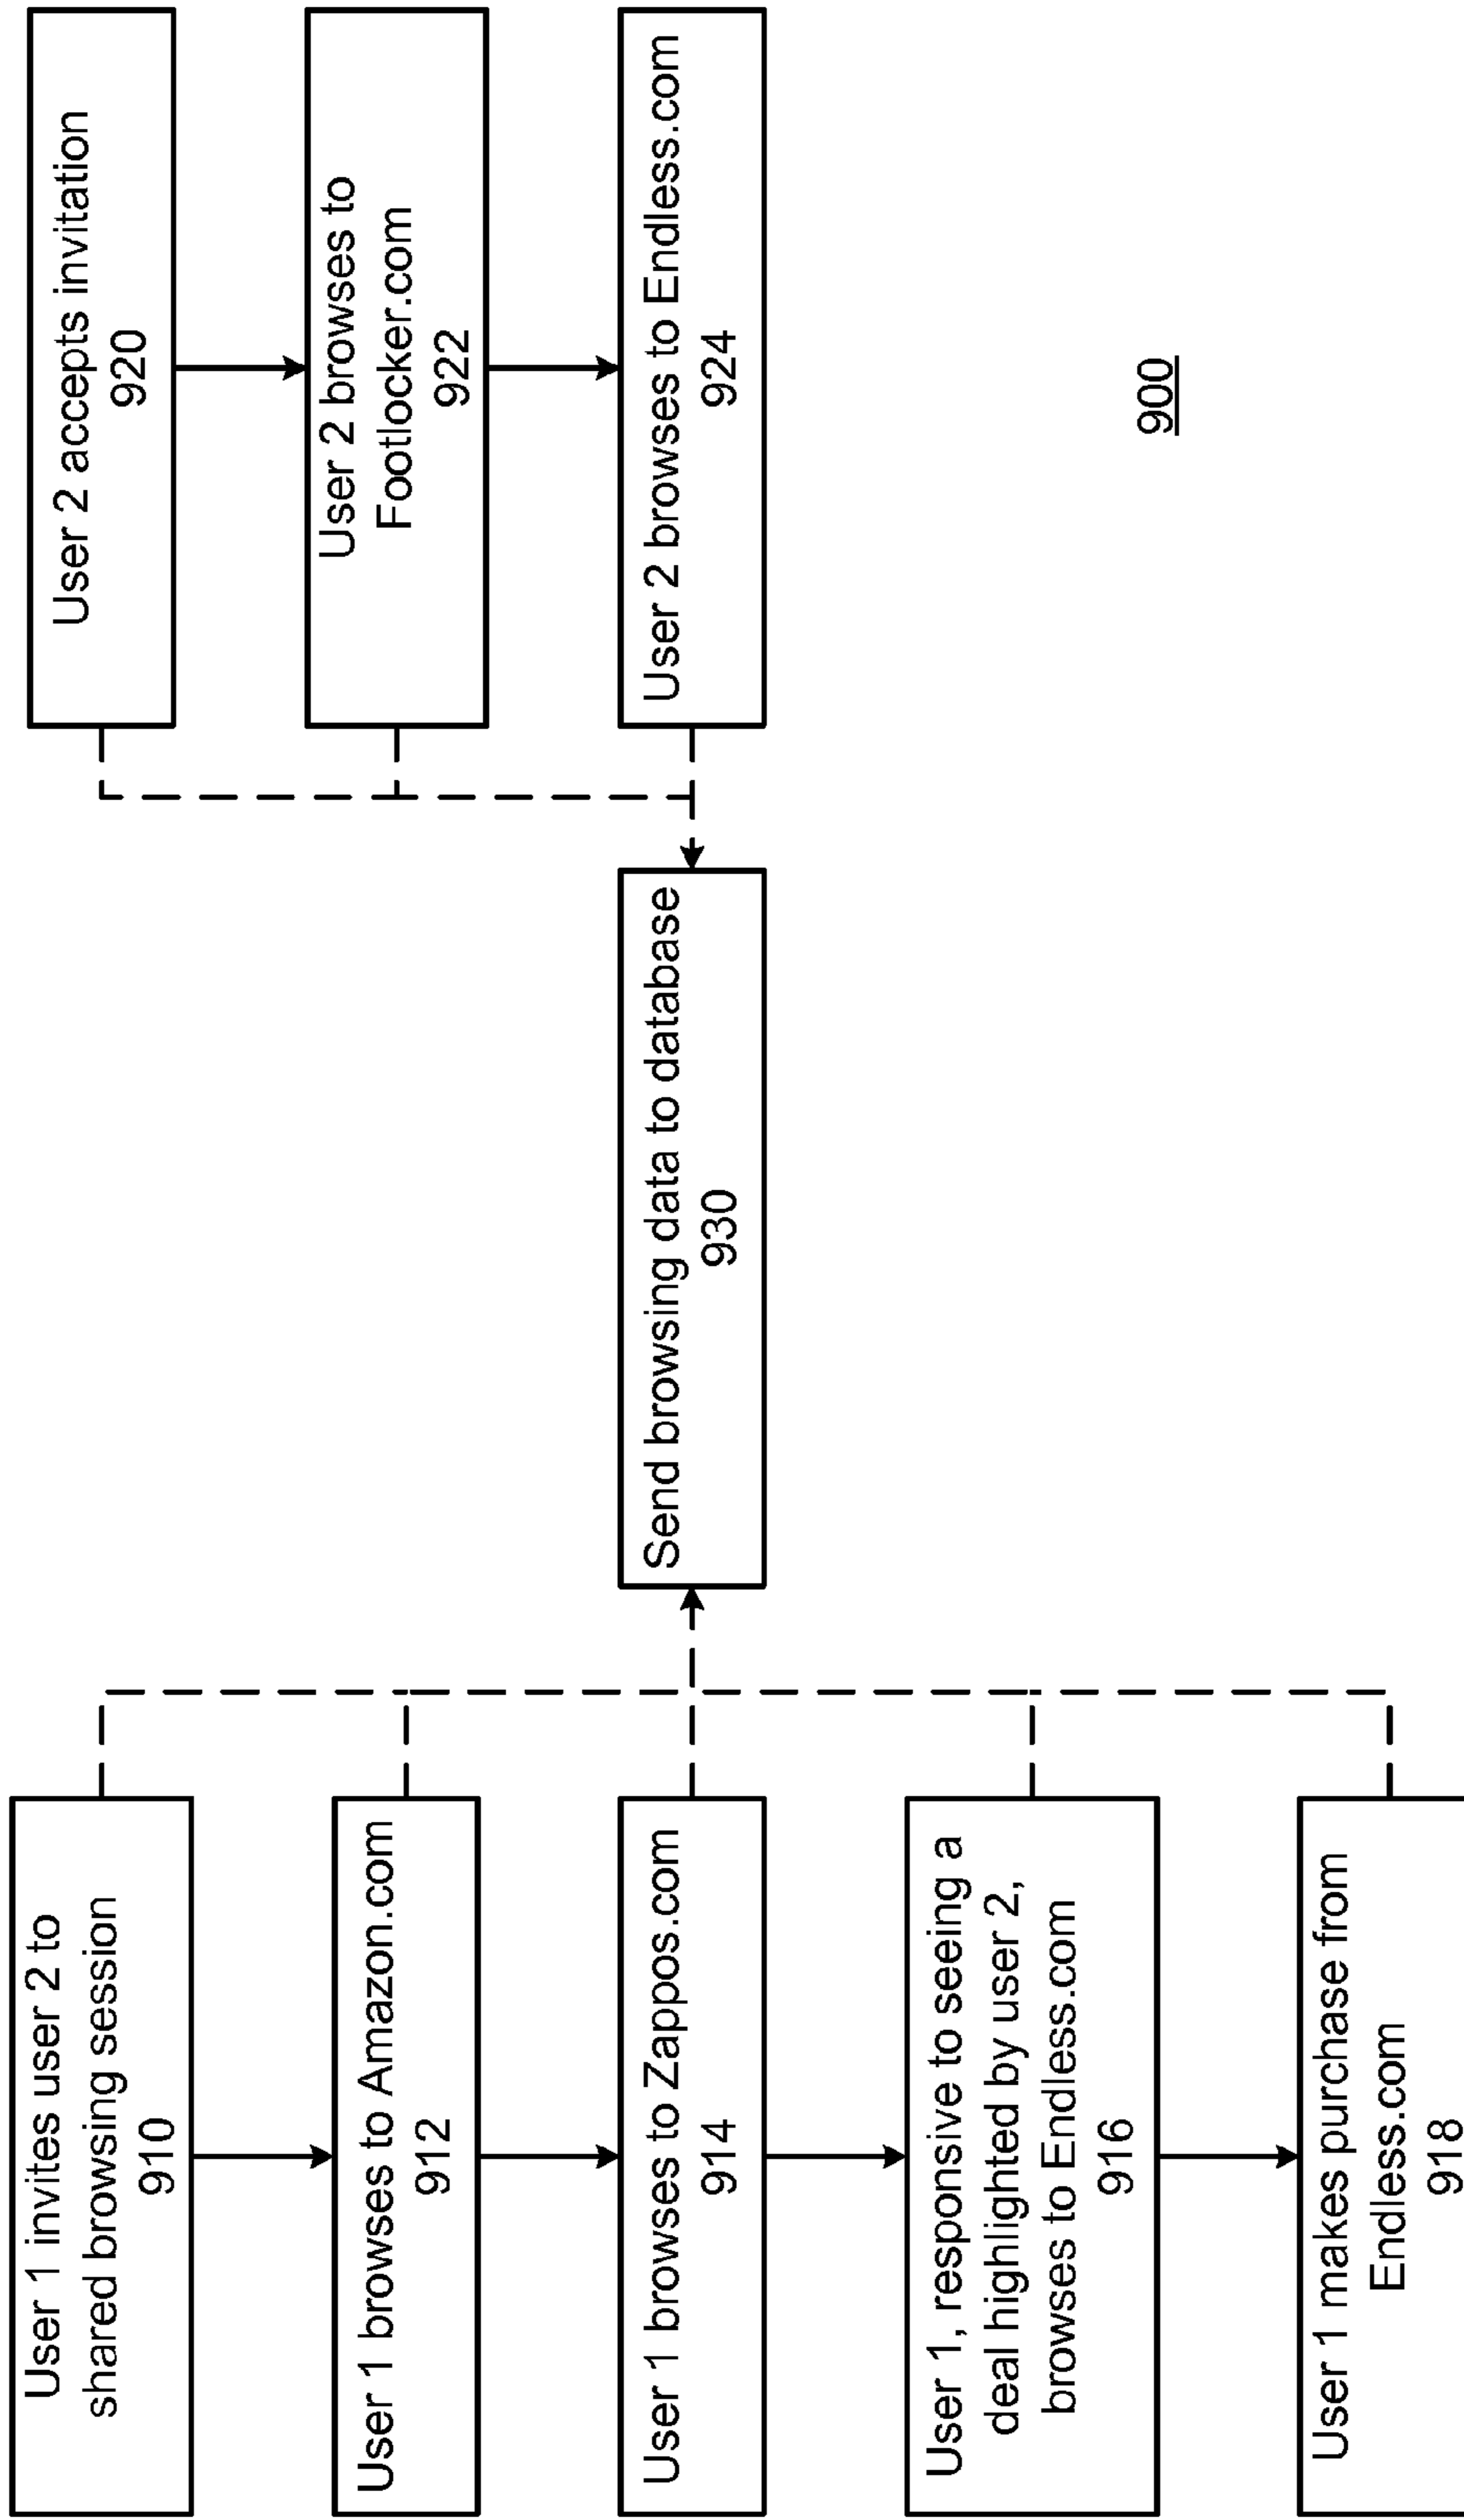 User 1 invites user 2 to
shared browsing session
910
User 1 browses to Amazon.com
912
User 1 browses to Zappos.com
914
User 1, responsive to seeing a
deal highlighted by user 2,
browses to Endless.com
916
User 1 makes purchase from
Endless.com
918
Send browsing data to database
930
User 2 accepts invitation
920
User 2 browses to
Footlocker.com
922
User 2 browses to Endless.com
924
900